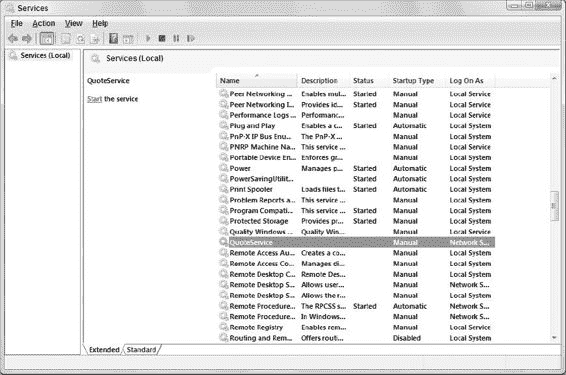 Services
File Action View Help
Services (Local)
Services (Local)
QuoteService
Start the service
Name Description Status Startup Type Log On As
Peer Networking ... Enables mul... Started Manual Local Service
Peer Networking I... Provides id... Started Manual Local Service
Performance Logs ... Performanc... Manual Local Service
Plug and Play Enables a c... Started Automatic Local System
PnP-X IP Bus Enu... The PnP-X ... Manual Local System
PNRP Machine Na... This service ... Manual Local Service
Portable Device En... Enforces gr... Manual Local System
Power Manages p... Started Automatic Local System
PowerSavingUtilit... Started Automatic Local System
Print Spooler Loads files t... Started Automatic Local System
Problem Reports a... This service ... Manual Local System
Program Compati... This service ... Started Manual Local System
Protected Storage Provides pr... Started Manual Local System
Quality Windows ... Quality Win... Manual Local Service
QuoteService Manual Network S...
Remote Access Au... Creates a co... Manual Local System
Remote Access Co... Manages di... Manual Local System
Remote Desktop C... Remote Des... Manual Local System
Remote Desktop S... Allows user... Manual Network S...
Remote Desktop S... Allows the r... Manual Local System
Remote Procedure... The RPCSS s... Started Automatic Network S...
Remote Procedure... In Windows... Manual Network S...
Remote Registry Enables rem... Manual Local Service
Routing and Rem... Offers routi... Disabled Local System
Extended Standard